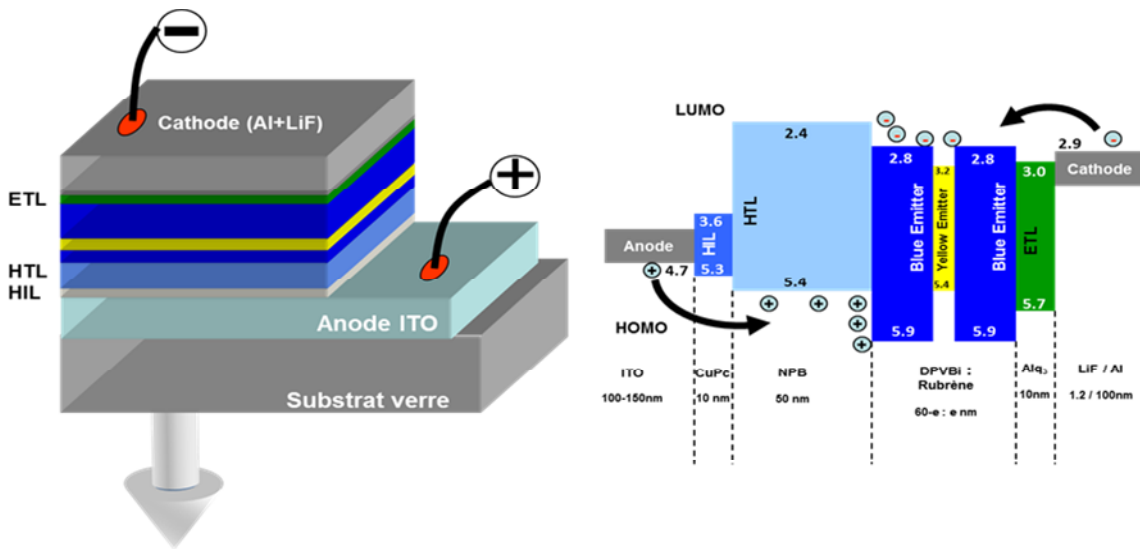 −
Cathode (Al+LiF)
+
ETL
HTL
HIL
Anode ITO
Substrat verre
LUMO
HOMO
Anode
4.7
3.6
HIL
5.3
2.4
HTL
5.4
2.8
Blue Emitter
5.9
3.2
Yellow Emitter
5.4
2.8
Blue Emitter
5.9
3.0
ETL
5.7
2.9
Cathode
ITO
100-150nm
CuPc
10 nm
NPB
50 nm
DPVBi :
Rubrène
60-e : e nm
Alq₃
10nm
LiF / Al
1.2 / 100nm